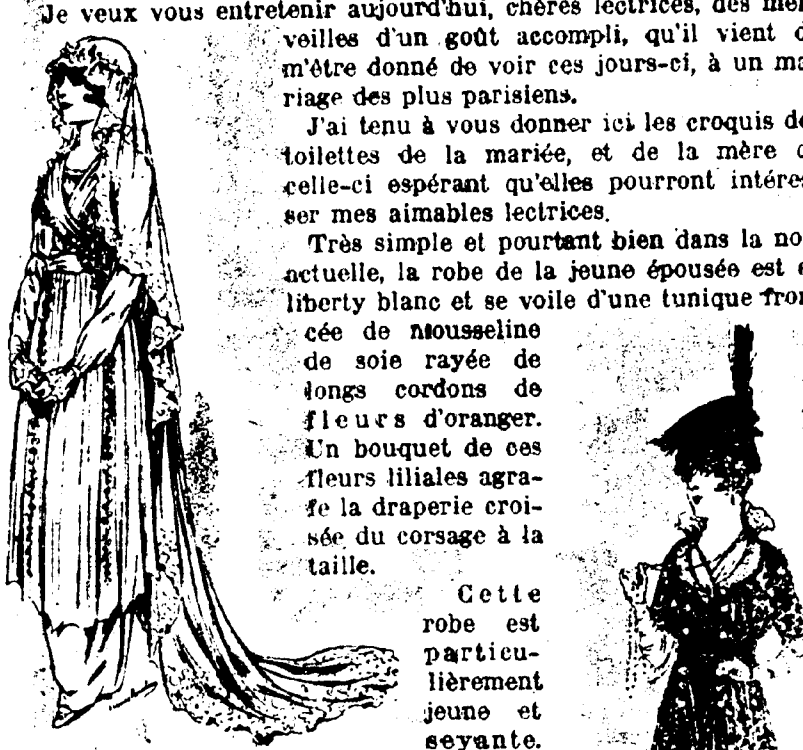 Je veux vous entretenir aujourd'hui, chères lectrices, des
veilles d'un goût accompli, qu'il vient
m'être donné de voir ces jours-ci, à un ma
riage des plus parisiens.
J'ai tenu à vous donner ici les croquis
toilettes de la mariée, et de la mère
celle-ci espérant qu'elles pourront intéres
ser mes aimables lectrices.
Très simple et pourtant bien dans la no
actuelle, la robe de la jeune épousée est
liberty blanc et se voile d'une tunique fron
cée de mousseline
de soie rayée de
longs cordons de
fleurs d'oranger.
Un bouquet de ces
fleurs liliales agra-
fe la draperie croi-
sée du corsage à la
taille.
Cette
robe est
particu-
lièrement
jeune et
seyante.